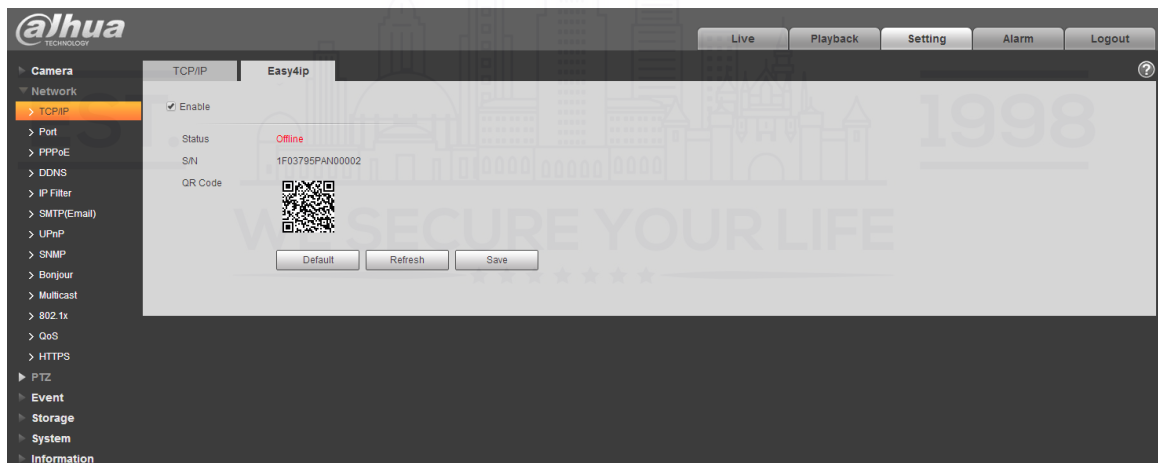 alhua
TECHNOLOGY
Live
Playback
Setting
Alarm
Logout
Camera
Network
TCP/IP
Port
PPPoE
DDNS
IP Filter
SMTP(Email)
UPnP
SNMP
Bonjour
Multicast
802.1x
QoS
HTTPS
PTZ
Event
Storage
System
Information
TCP/IP
Easy4ip
?
Enable
Status Offline
S/N 1F03795PAN00002
QR Code
Default
Refresh
Save
EST. 1998
WE SECURE YOUR LIFE